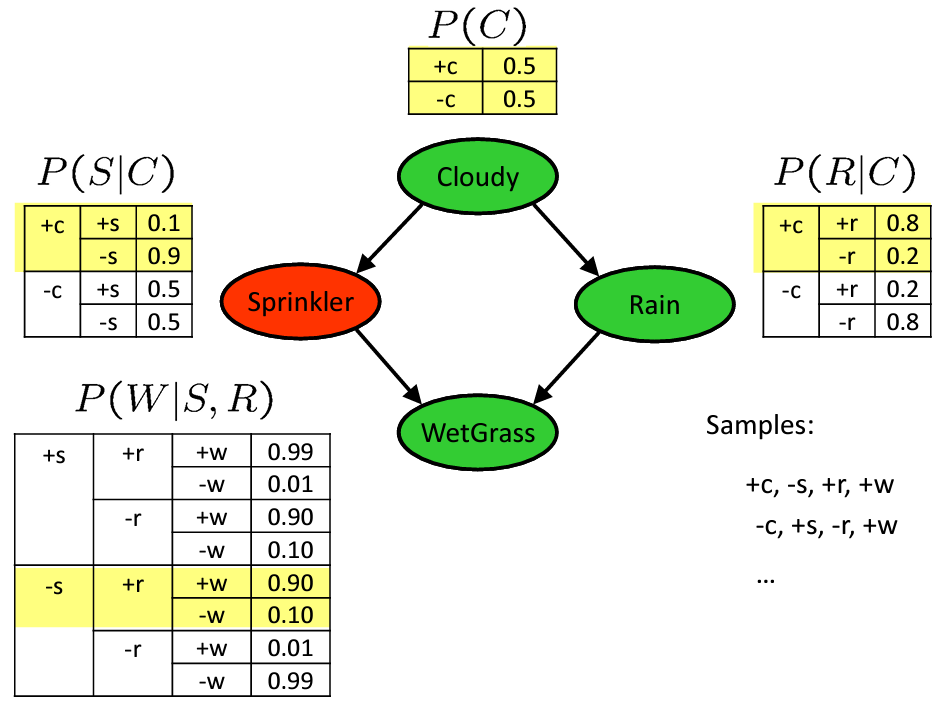 P(C)
+c 0.5
-c 0.5
Cloudy
P(S|C)
+c +s 0.1
-s 0.9
-c +s 0.5
-s 0.5
P(R|C)
+c +r 0.8
-r 0.2
-c +r 0.2
-r 0.8
Sprinkler
Rain
WetGrass
P(W|S, R)
+s +r +w 0.99
-w 0.01
-r +w 0.90
-w 0.10
-s +r +w 0.90
-w 0.10
-r +w 0.01
-w 0.99
Samples:
+c, -s, +r, +w
-c, +s, -r, +w
...